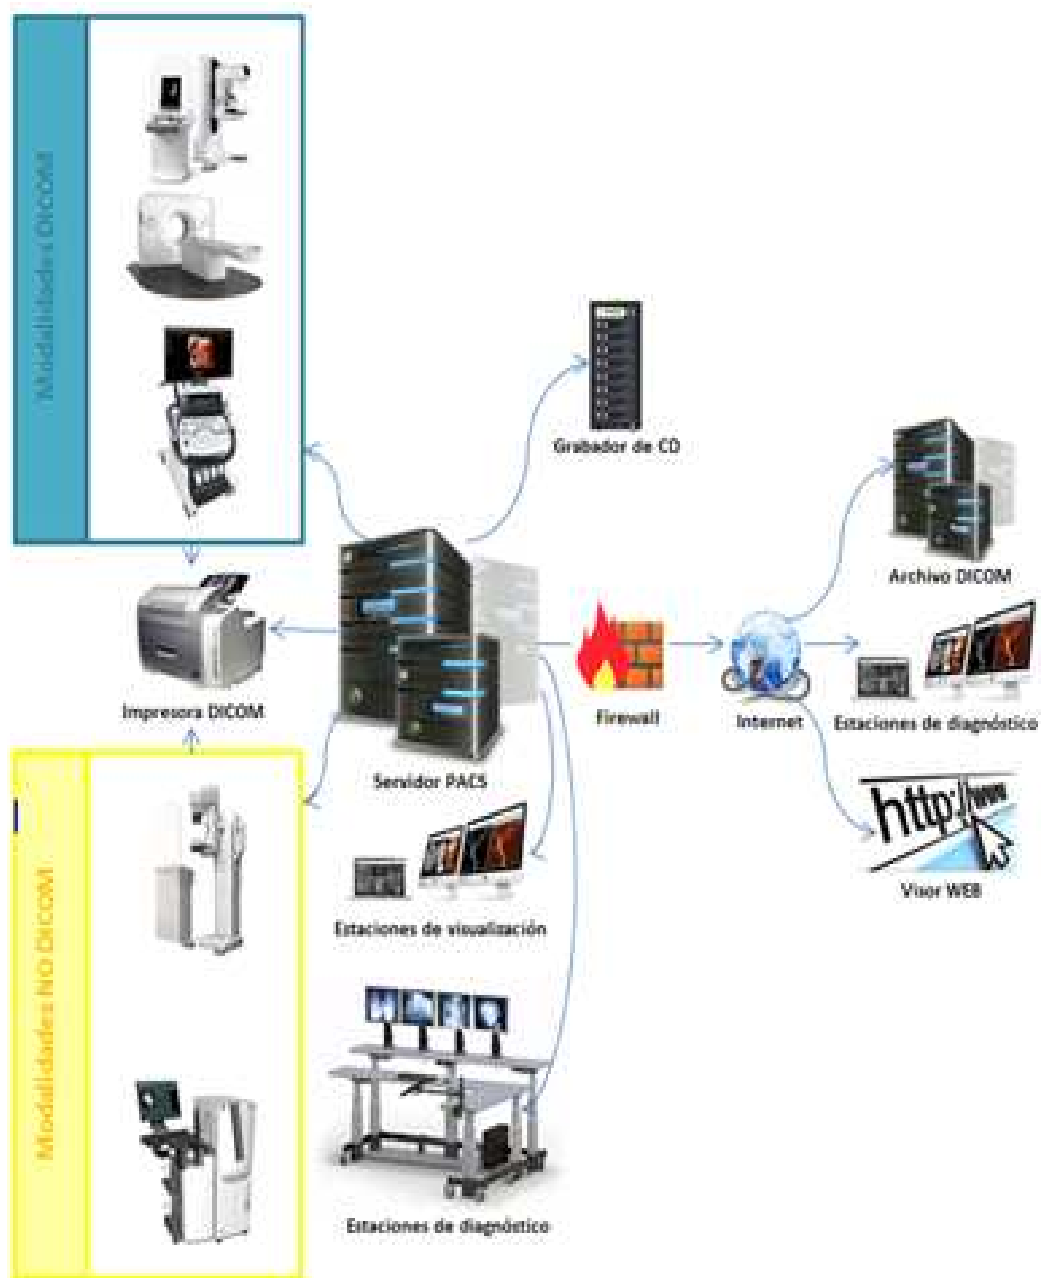 Modalidades DICOM
Grabador de CD
Archivo DICOM
Impresora DICOM
Servidor PACS
Firewall
Internet
Estaciones de diagnóstico
http://www
Visor WEB
Estaciones de visualización
Modalidades NO DICOM
Estaciones de diagnóstico